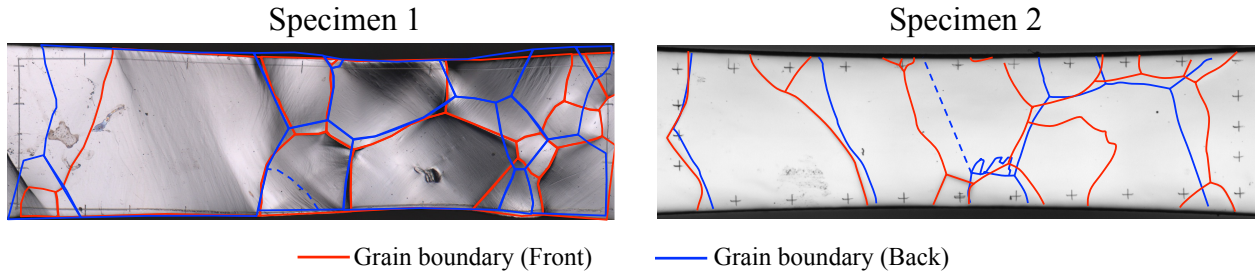 Specimen 1
Specimen 2
Grain boundary (Front)
Grain boundary (Back)